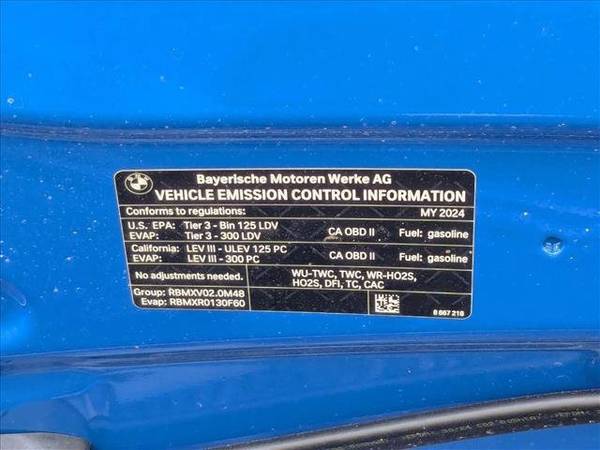 BMW
Bayerische Motoren Werke AG
VEHICLE EMISSION CONTROL INFORMATION
Conforms to regulations: MY 2024
U.S. EPA: Tier 3 - Bin 125 LDV
EVAP: Tier 3 - 300 LDV CA OBD II Fuel: gasoline
California: LEV III - ULEV 125 PC
EVAP: LEV III - 300 PC CA OBD II Fuel: gasoline
No adjustments needed. WU-TWC, TWC, WR-HO2S,
HO2S, DFI, TC, CAC
Group: RBMXV02.0M48
Evap: RBMXR0130F60
8 667 218